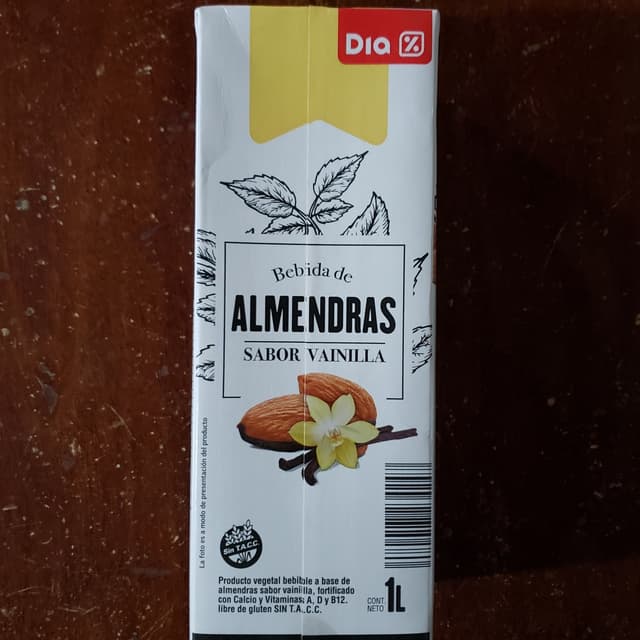 Dia %
Bebida de
ALMENDRAS
SABOR VAINILLA
La foto es a modo de presentación del producto
Sin T.A.C.C.
Producto vegetal bebible a base de
almendras sabor vainilla, fortificado
con Calcio y Vitaminas; A, D y B12.
libre de gluten SIN T.A.,C.C.
CONT.
NETO 1L